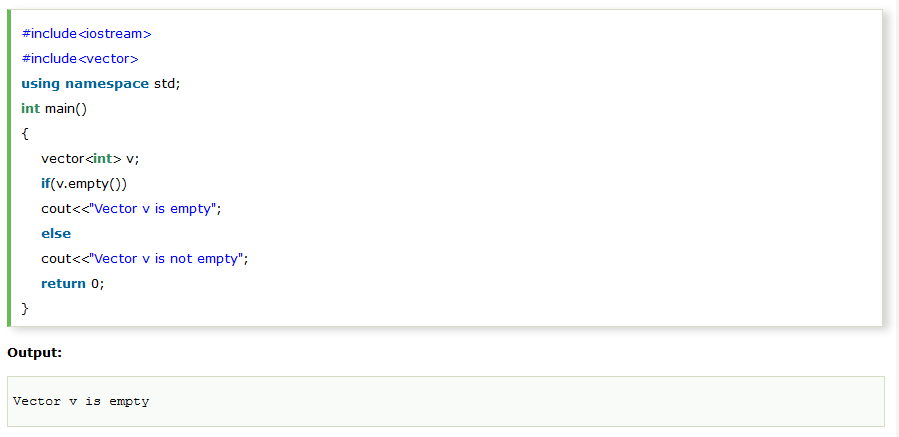 #include<iostream>
#include<vector>
using namespace std;
int main()
{
vector<int> v;
if(v.empty())
cout<<"Vector v is empty";
else
cout<<"Vector v is not empty";
return 0;
}
Output:
Vector v is empty